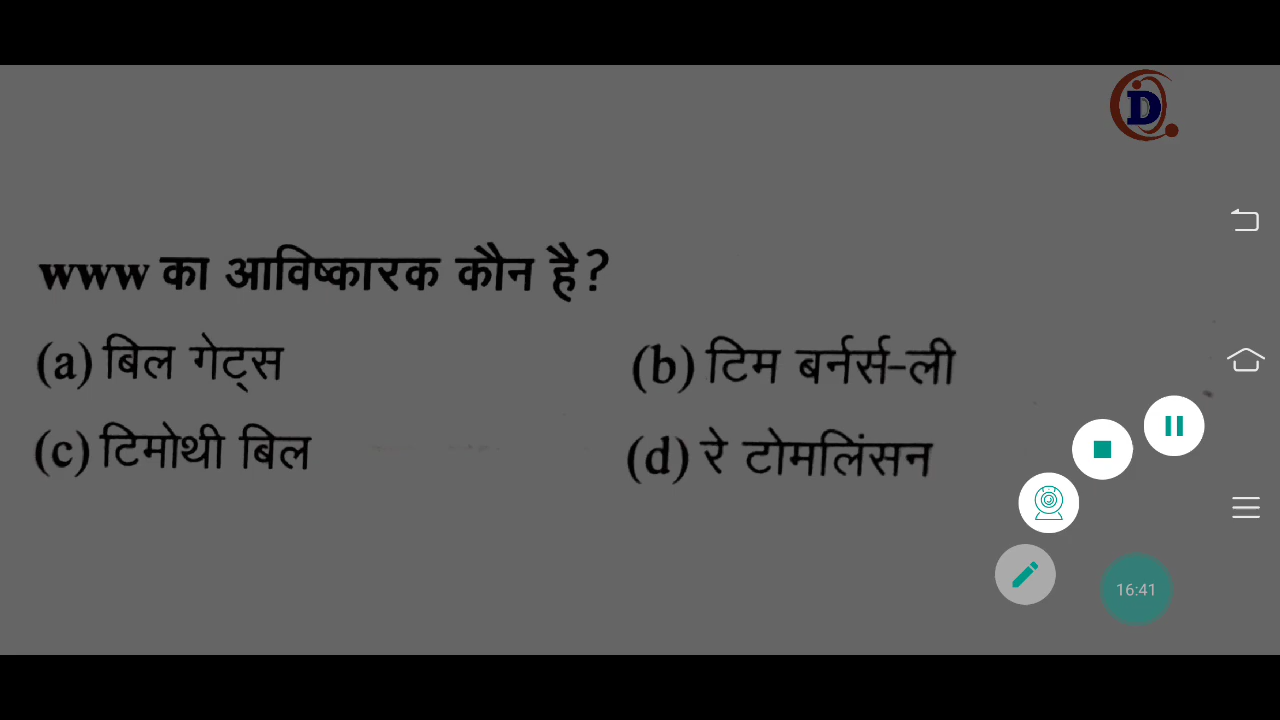 D
www का आविष्कारक कौन है?
(a) बिल गेट्स (b) टिम बर्नर्स-ली
(c) टिमोथी बिल (d) रे टोमलिंसन
16:41